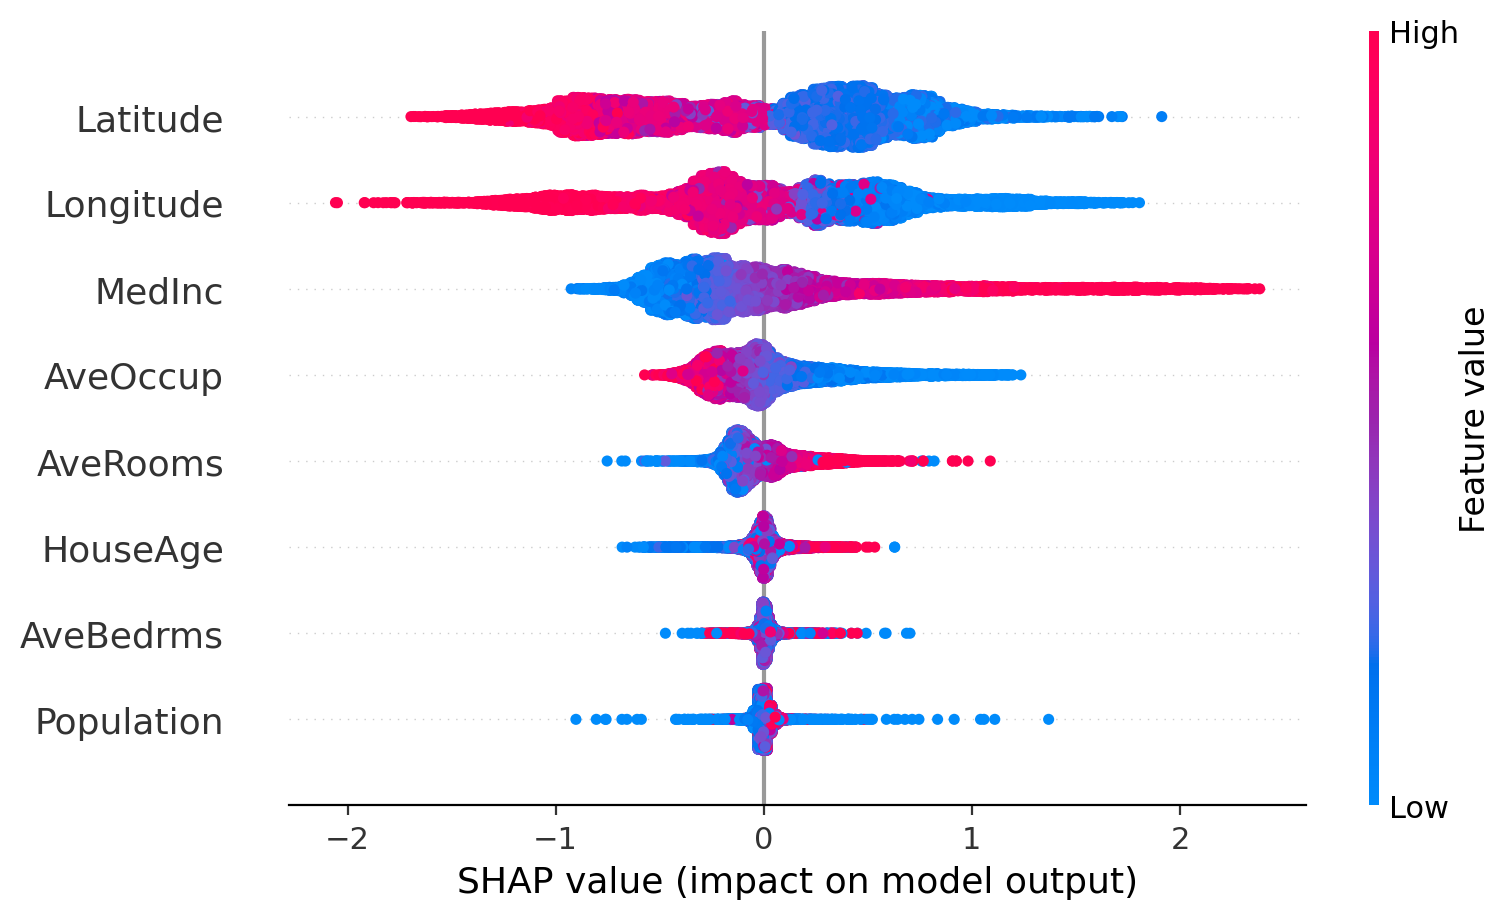 High
Latitude
Longitude
MedInc
AveOccup
AveRooms
HouseAge
AveBedrms
Population
Feature value
Low
−2 −1 0 1 2
SHAP value (impact on model output)